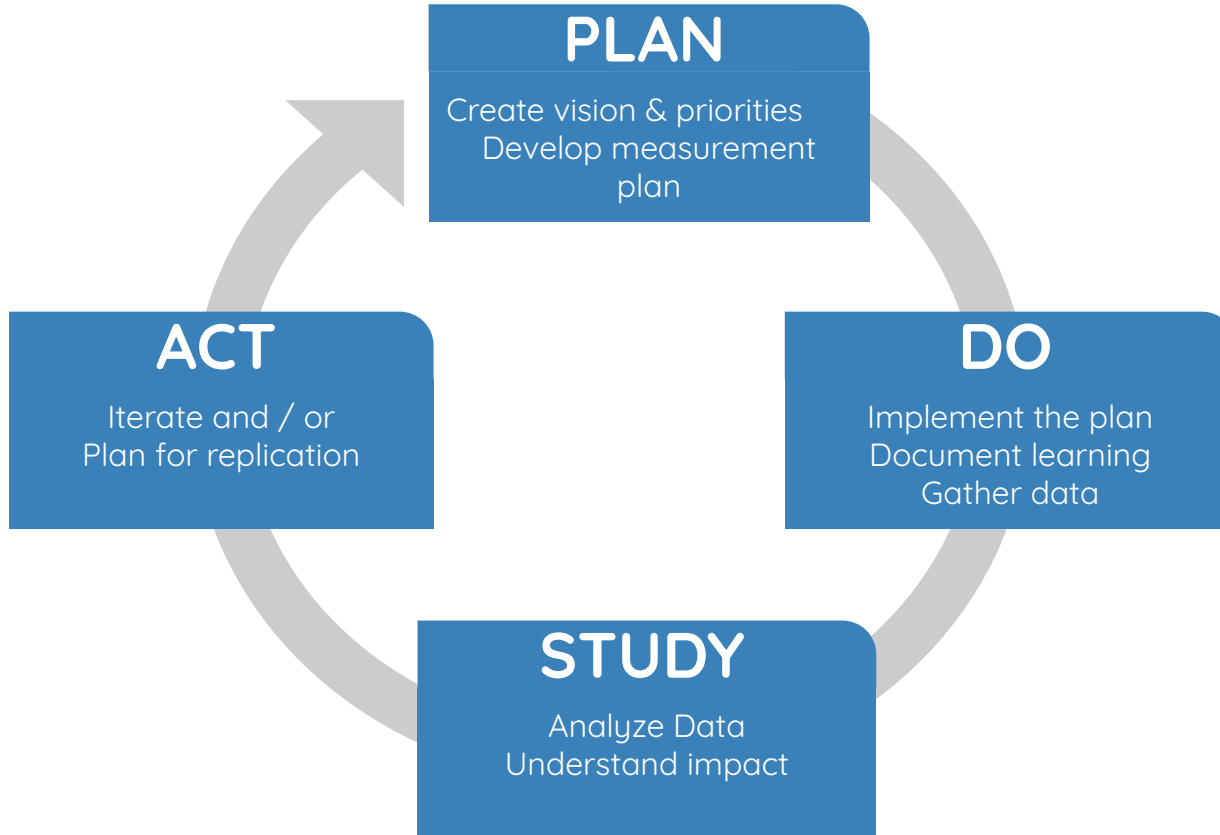 PLAN
Create vision & priorities
Develop measurement
plan
DO
Implement the plan
Document learning
Gather data
STUDY
Analyze Data
Understand impact
ACT
Iterate and / or
Plan for replication